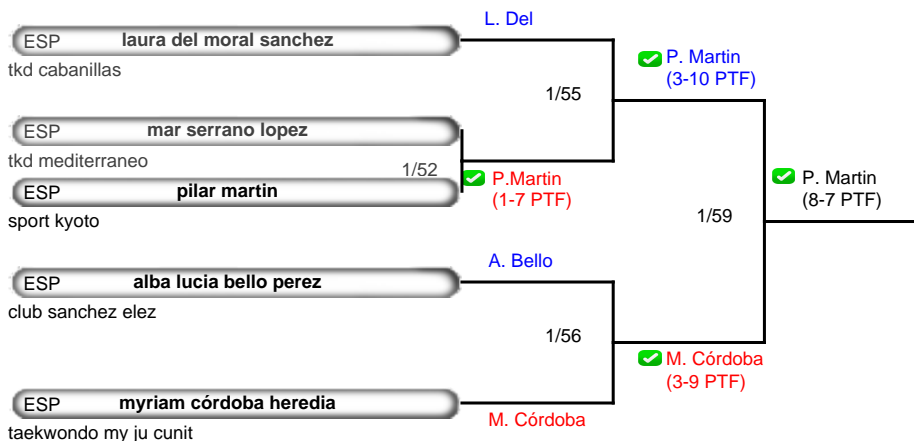 L. Del
ESP laura del moral sanchez
tkd cabanillas
P. Martin
(3-10 PTF)
1/55
ESP mar serrano lopez
tkd mediterraneo
1/52
P.Martin
(1-7 PTF)
ESP pilar martin
sport kyoto
P. Martin
(8-7 PTF)
1/59
A. Bello
ESP alba lucia bello perez
club sanchez elez
1/56
M. Córdoba
(3-9 PTF)
ESP myriam córdoba heredia
M. Córdoba
taekwondo my ju cunit